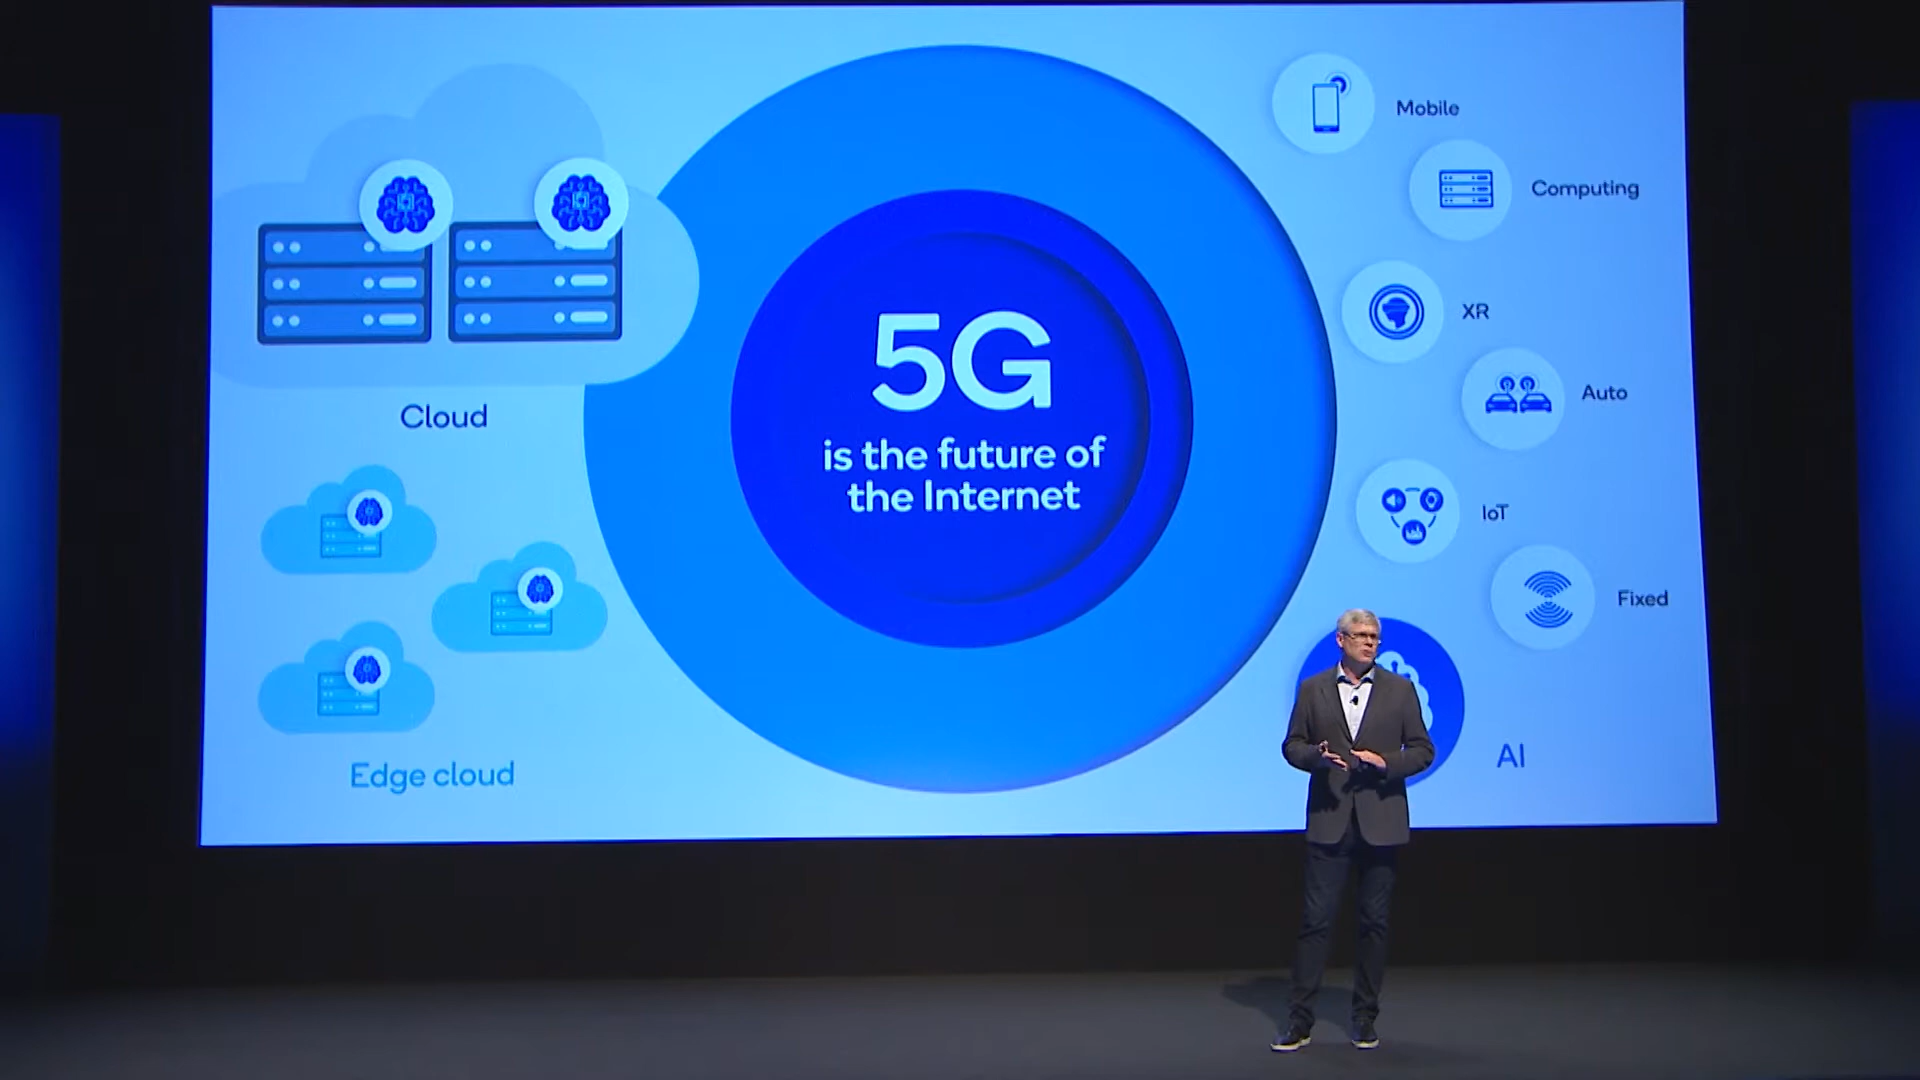 Cloud
Edge cloud
5G
is the future of
the Internet
Mobile
Computing
XR
Auto
IoT
Fixed
AI